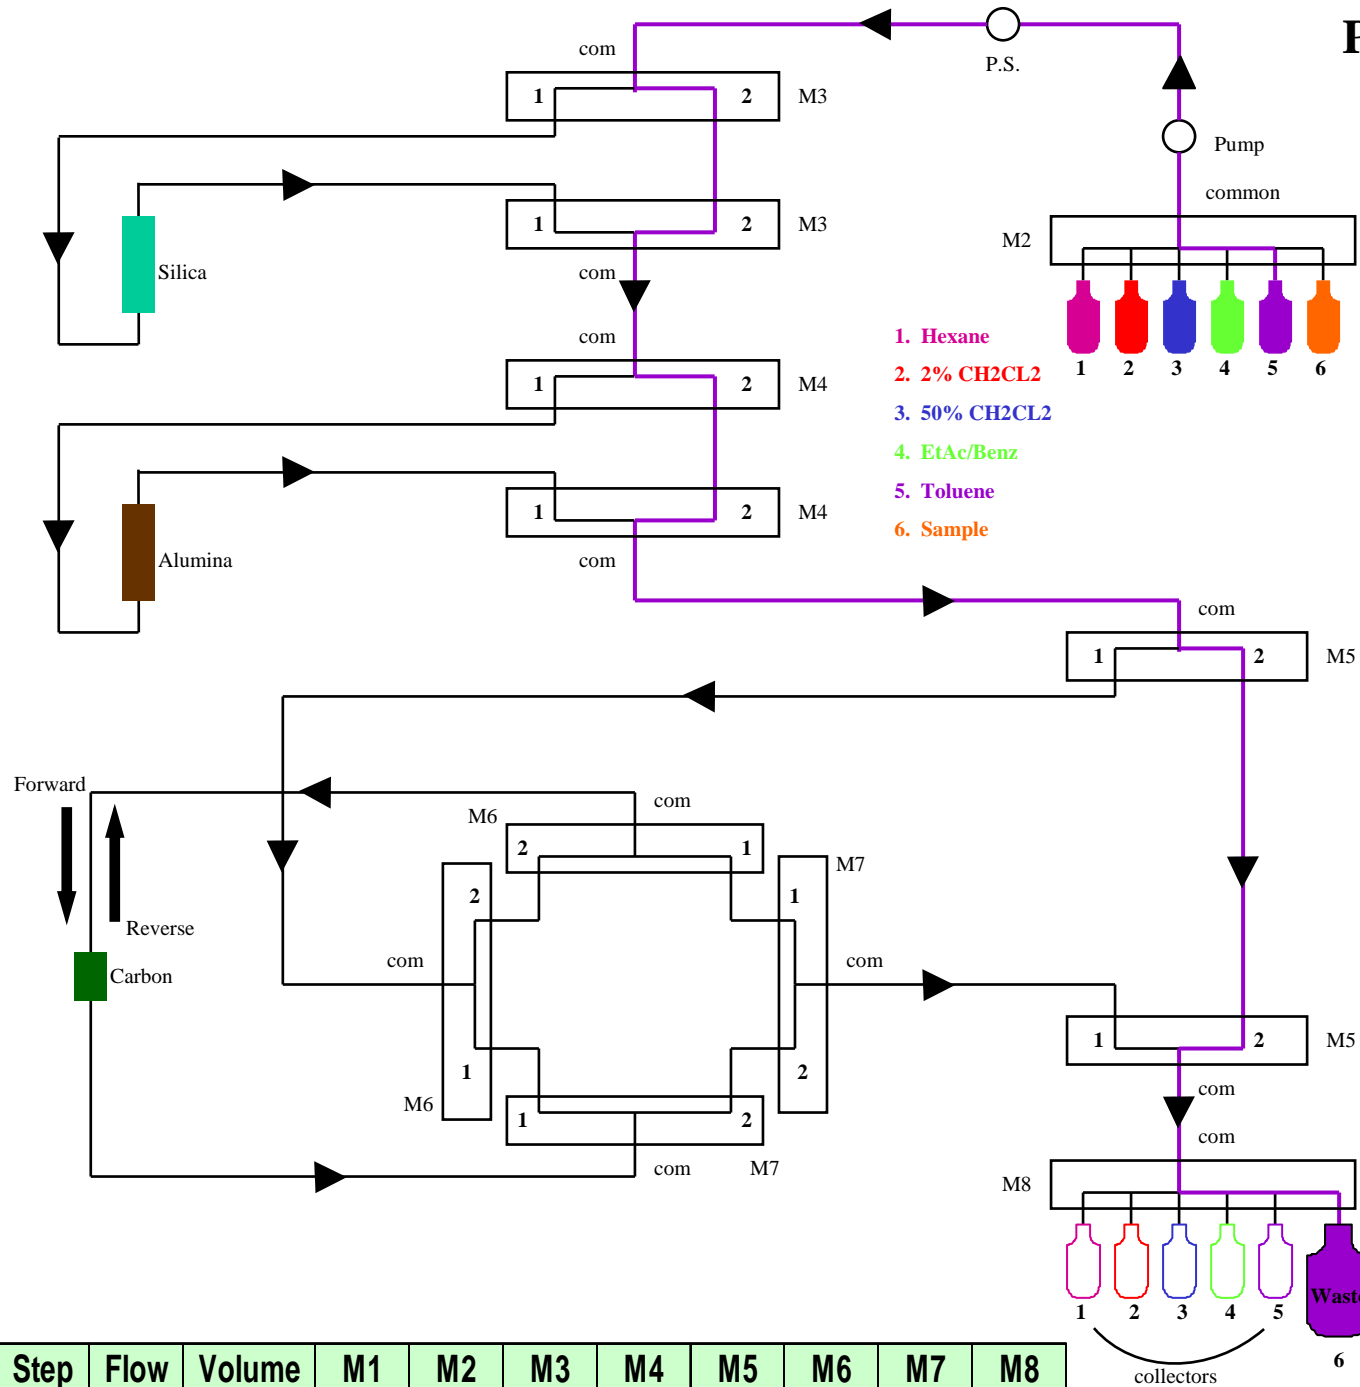 P
com
P.S.
1 2 M3
Pump
common
1 2 M3
M2
Silica
com
1 2 3 4 5 6
com
1. Hexane
2. 2% CH2CL2
3. 50% CH2CL2
4. EtAc/Benz
5. Toluene
6. Sample
1 2 M4
1 2 M4
Alumina
com
com
1 2 M5
Forward
Reverse
Carbon
com
M6
2 1
M7
2
1
com
com
1
2
M6
1 2
com
M7
1 2 M5
com
com
M8
1 2 3 4 5
Waste
6
collectors
Step Flow Volume M1 M2 M3 M4 M5 M6 M7 M8